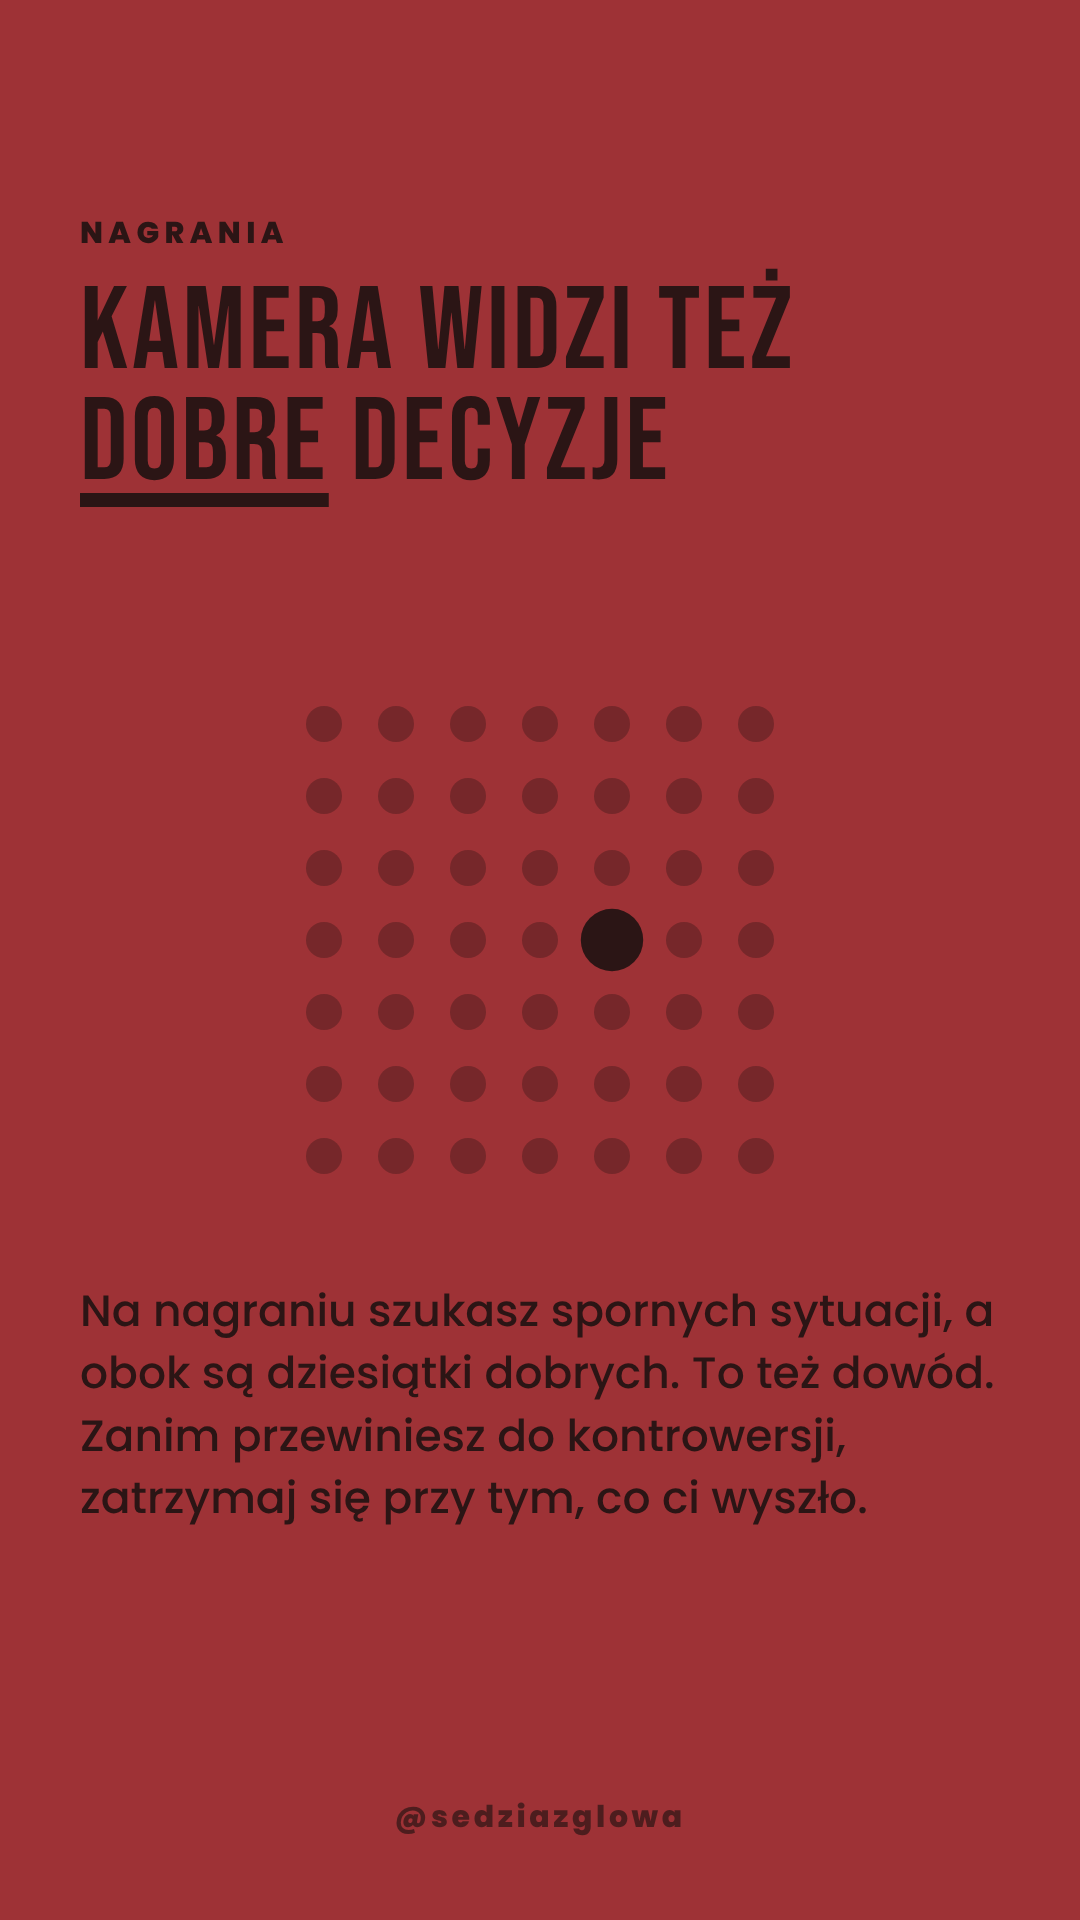 NAGRANIA
KAMERA WIDZI TEŻ
DOBRE DECYZJE
Na nagraniu szukasz spornych sytuacji, a
obok są dziesiątki dobrych. To też dowód.
Zanim przewiniesz do kontrowersji,
zatrzymaj się przy tym, co ci wyszło.
@sedziazglowa